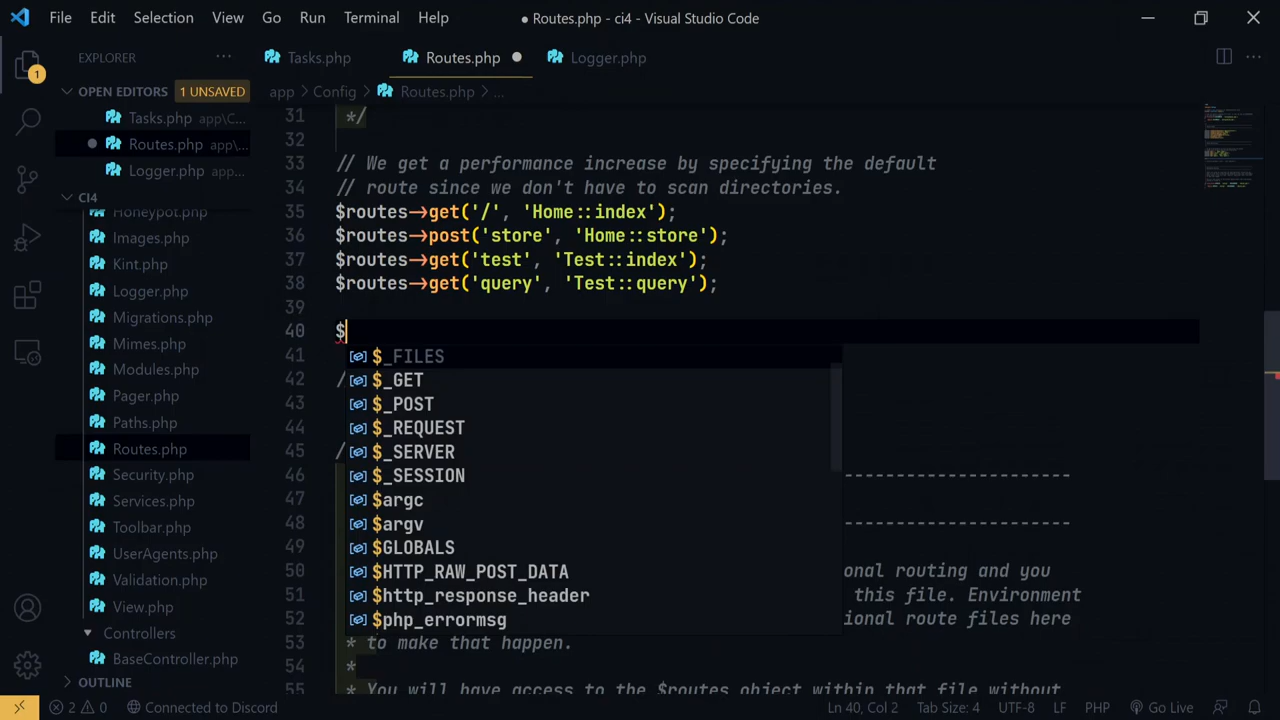 File Edit Selection View Go Run Terminal Help
● Routes.php - ci4 - Visual Studio Code
EXPLORER
Tasks.php
Routes.php
Logger.php
1
OPEN EDITORS 1 UNSAVED
app > Config > Routes.php > ...
Tasks.php app\C...
Routes.php app\...
Logger.php app...
CI4
Honeypot.php
Images.php
Kint.php
Logger.php
Migrations.php
Mimes.php
Modules.php
Pager.php
Paths.php
Routes.php
Security.php
Services.php
Toolbar.php
UserAgents.php
Validation.php
View.php
Controllers
BaseController.php
OUTLINE
31 */
32
33 // We get a performance increase by specifying the default
34 // route since we don't have to scan directories.
35 $routes->get('/', 'Home::index');
36 $routes->post('store', 'Home::store');
37 $routes->get('test', 'Test::index');
38 $routes->get('query', 'Test::query');
39
40 $
41
42 /
43
44
45 /
46 ----------------------
47
48 ----------------------
49
50 onal routing and you
51 this file. Environment
52 ional route files here
53 * to make that happen.
54 *
55 * You will have access to the $routes object within that file without
$_FILES
$_GET
$_POST
$_REQUEST
$_SERVER
$_SESSION
$argc
$argv
$GLOBALS
$HTTP_RAW_POST_DATA
$http_response_header
$php_errormsg
2 0 Connected to Discord
Ln 40, Col 2 Tab Size: 4 UTF-8 LF PHP Go Live